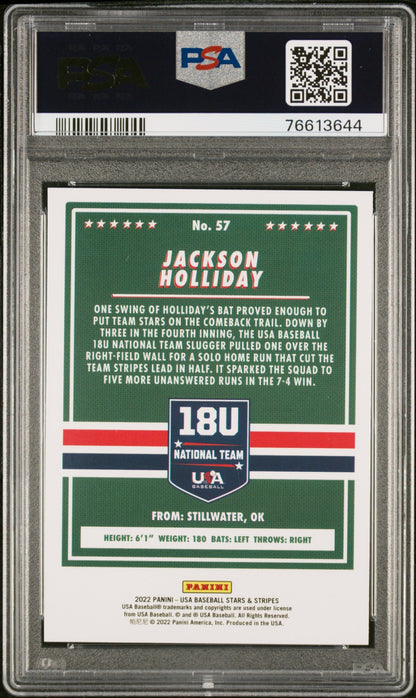 PSA
PSA
76613644
No. 57
JACKSON
HOLLIDAY
ONE SWING OF HOLLIDAY'S BAT PROVED ENOUGH TO
PUT TEAM STARS ON THE COMEBACK TRAIL. DOWN BY
THREE IN THE FOURTH INNING, THE USA BASEBALL
18U NATIONAL TEAM SLUGGER PULLED ONE OVER THE
RIGHT-FIELD WALL FOR A SOLO HOME RUN THAT CUT THE
TEAM STRIPES LEAD IN HALF. IT SPARKED THE SQUAD TO
FIVE MORE UNANSWERED RUNS IN THE 7-4 WIN.
18U
NATIONAL TEAM
USA
BASEBALL
FROM: STILLWATER, OK
HEIGHT: 6'1" WEIGHT: 180 BATS: LEFT THROWS: RIGHT
PANINI
2022 PANINI – USA BASEBALL STARS & STRIPES
USA Baseball® trademarks and copyrights are used under license
from USA Baseball. © and ® USA Baseball. All Rights Reserved.
帕尼尼 © 2022 Panini America, Inc. Produced in the USA.